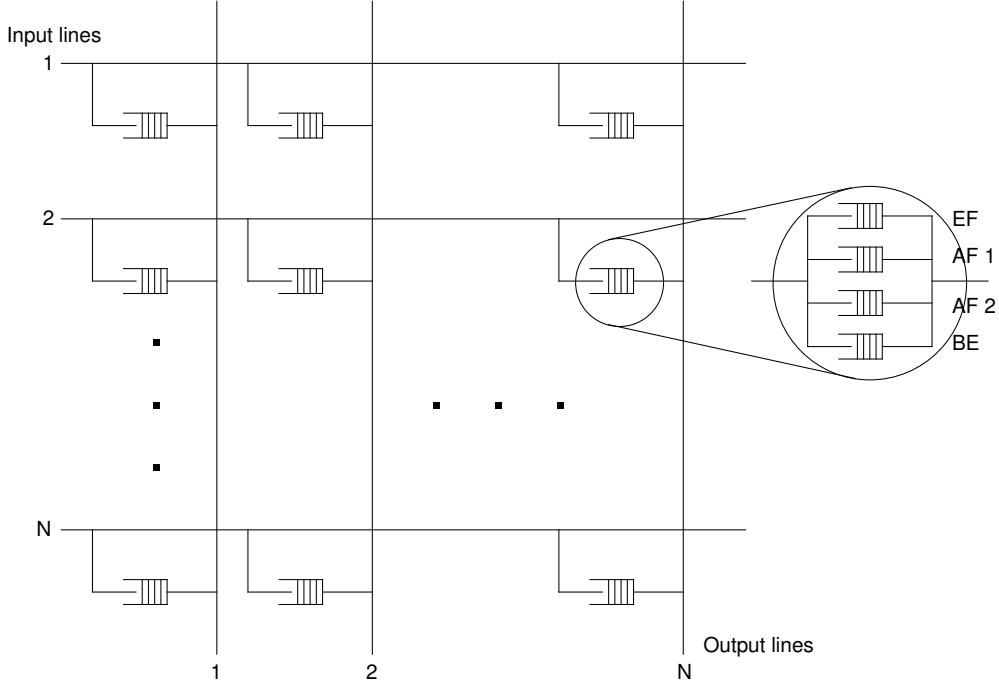 Input lines
1
2
EF
AF 1
AF 2
BE
N
Output lines
1 2 N